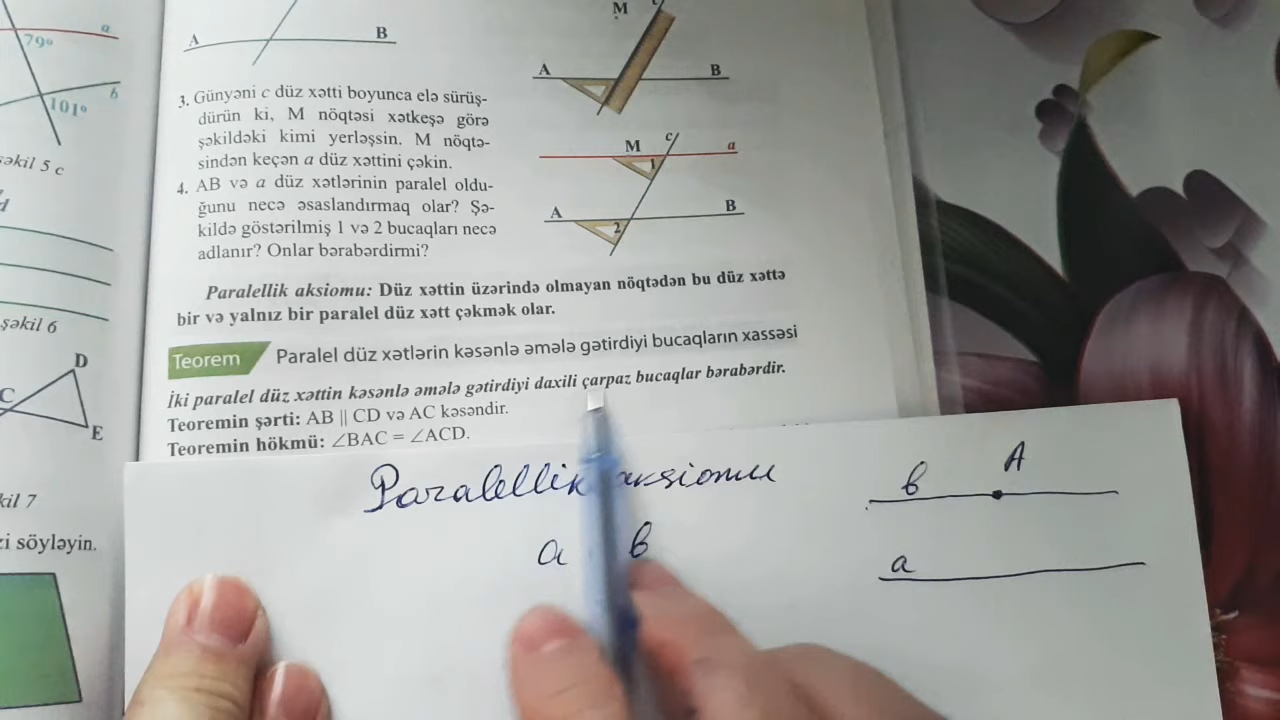 a
79°
b
101°
şəkil 5 c
şəkil 6
D
C
E
zi söyləyin.
A B
M
A B
3. Günyəni c düz xətti boyunca elə sürüş-
dürün ki, M nöqtəsi xətkeşə görə
şəkildəki kimi yerləşsin. M nöqtə-
sindən keçən a düz xəttini çəkin.
4. AB və a düz xətlərinin paralel oldu-
ğunu necə əsaslandırmaq olar? Şə-
kildə göstərilmiş 1 və 2 bucaqları necə
adlanır? Onlar bərabərdirmi?
M c a
1
A B
2
Paralellik aksiomu: Düz xəttin üzərində olmayan nöqtədən bu düz xəttə
bir və yalnız bir paralel düz xətt çəkmək olar.
Teorem Paralel düz xətlərin kəsənlə əmələ gətirdiyi bucaqların xassəsi
İki paralel düz xəttin kəsənlə əmələ gətirdiyi daxili çarpaz bucaqlar bərabərdir.
Teoremin şərti: AB || CD və AC kəsəndir.
Teoremin hökmü: ∠BAC = ∠ACD.
Paralellik aksiomu
a b
b A
a